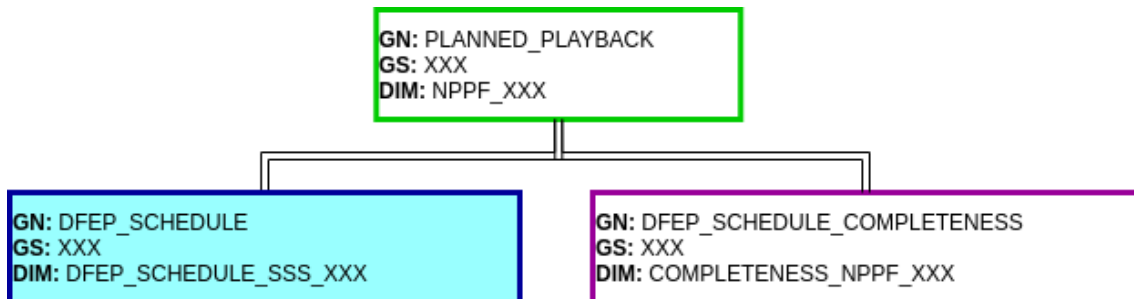 GN: PLANNED_PLAYBACK
GS: XXX
DIM: NPPF_XXX
GN: DFEP_SCHEDULE
GS: XXX
DIM: DFEP_SCHEDULE_SSS_XXX
GN: DFEP_SCHEDULE_COMPLETENESS
GS: XXX
DIM: COMPLETENESS_NPPF_XXX